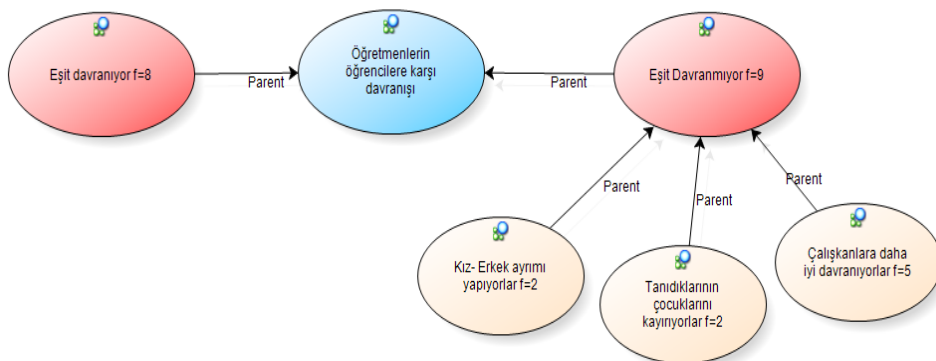 Eşit davranıyor f=8
Parent
Öğretmenlerin
öğrencilere karşı
davranışı
Parent
Eşit Davranmıyor f=9
Parent
Parent
Parent
Kız- Erkek ayrımı
yapıyorlar f=2
Tanıdıklarının
çocuklarını
kayırıyorlar f=2
Çalışkanlara daha
iyi davranıyorlar f=5